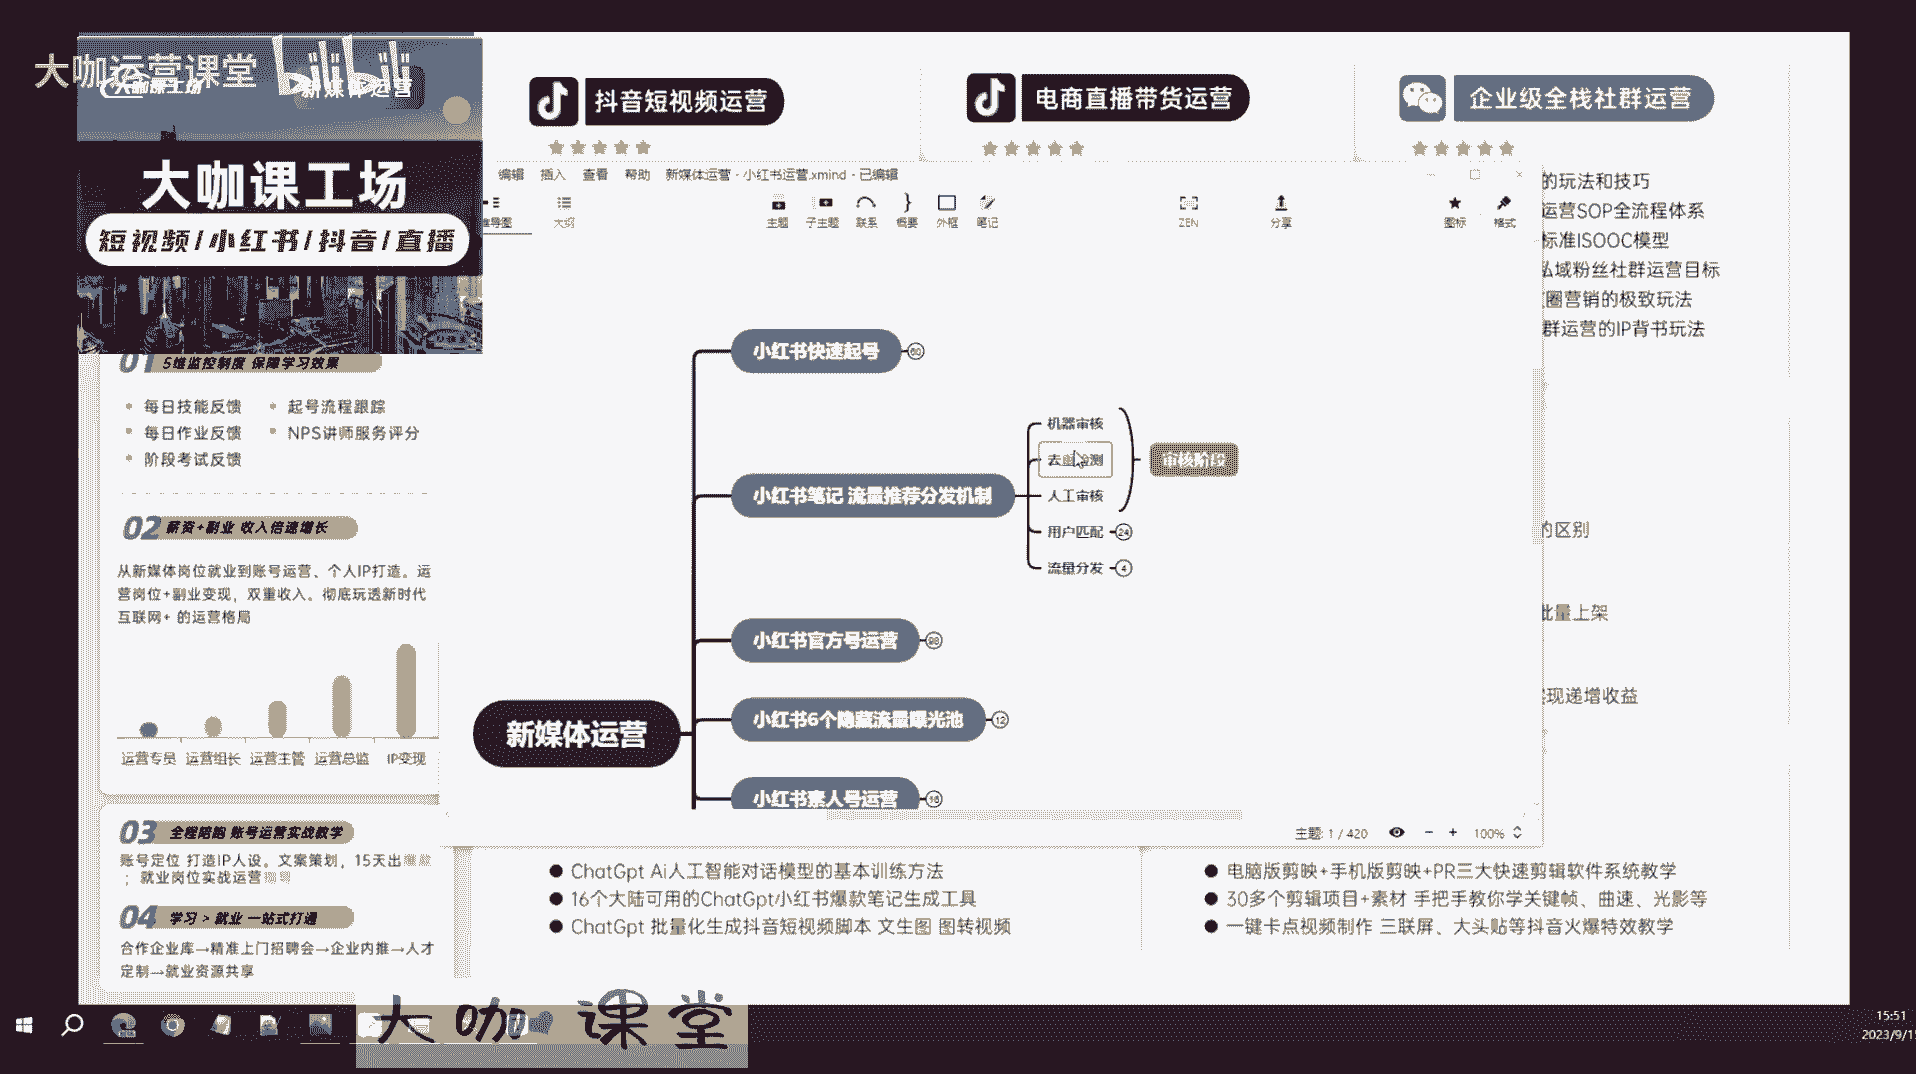 大咖运营课堂 bilibili
大咖课工场
新媒体运营
大咖课工场
短视频/小红书/抖音/直播
抖音短视频运营
电商直播带货运营
企业级全栈社群运营
编辑 插入 查看 帮助 新媒体运营 - 小红书运营.xmind - 已编辑
大纲 主题 子主题 联系 概要 外框 笔记 ZEN 分享 图标 格式
的玩法和技巧
运营SOP全流程体系
标准ISOOC模型
私域粉丝社群运营目标
圈营销的极致玩法
群运营的IP背书玩法
的区别
批量上架
现递增收益
01 5维监控制度 保障学习效果
每日技能反馈 起号流程跟踪
每日作业反馈 NPS讲师服务评分
阶段考试反馈
02 薪资+副业 收入倍速增长
从新媒体岗位就业到账号运营、个人IP打造。运
营岗位+副业变现，双重收入。彻底玩透新时代
互联网+ 的运营格局
运营专员 运营组长 运营主管 运营总监 IP变现
03 全程陪跑 账号运营实战教学
账号定位 打造IP人设。文案策划，15天出
；就业岗位实战运营
04 学习 > 就业 一站式打通
合作企业库→精准上门招聘会→企业内推→人才
定制→就业资源共享
新媒体运营
小红书快速起号 60
小红书笔记 流量推荐分发机制
机器审核
人工审核
用户匹配 24
流量分发 4
审核阶段
小红书官方号运营 98
小红书6个隐藏流量曝光池 12
小红书素人号运营 16
主题: 1 / 420 100%
ChatGpt Ai人工智能对话模型的基本训练方法
16个大陆可用的ChatGpt小红书爆款笔记生成工具
ChatGpt 批量化生成抖音短视频脚本 文生图 图转视频
电脑版剪映+手机版剪映+PR三大快速剪辑软件系统教学
30多个剪辑项目+素材 手把手教你学关键帧、曲速、光影等
一键卡点视频制作 三联屏、大头贴等抖音火爆特效教学
大咖 课堂
15:51
2023/9/1